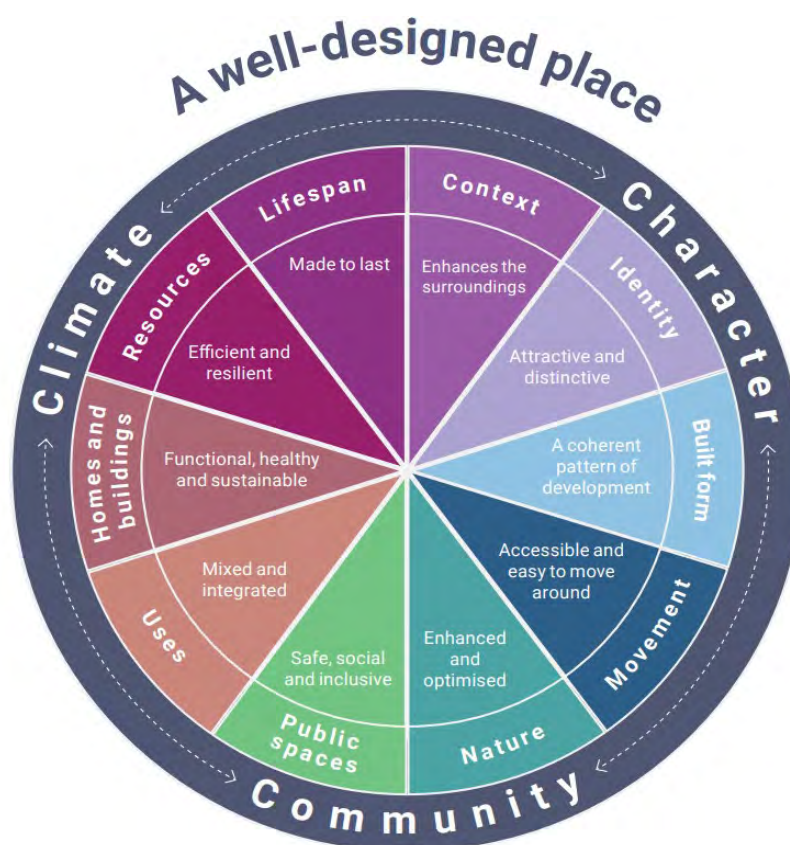 A well-designed place
Climate
Character
Community
Context
Enhances the
surroundings
Identity
Attractive and
distinctive
Built form
A coherent
pattern of
development
Movement
Accessible and
easy to move
around
Nature
Enhanced
and
optimised
Public
spaces
Safe, social
and inclusive
Uses
Mixed and
integrated
Homes and
buildings
Functional, healthy
and sustainable
Resources
Efficient and
resilient
Lifespan
Made to last